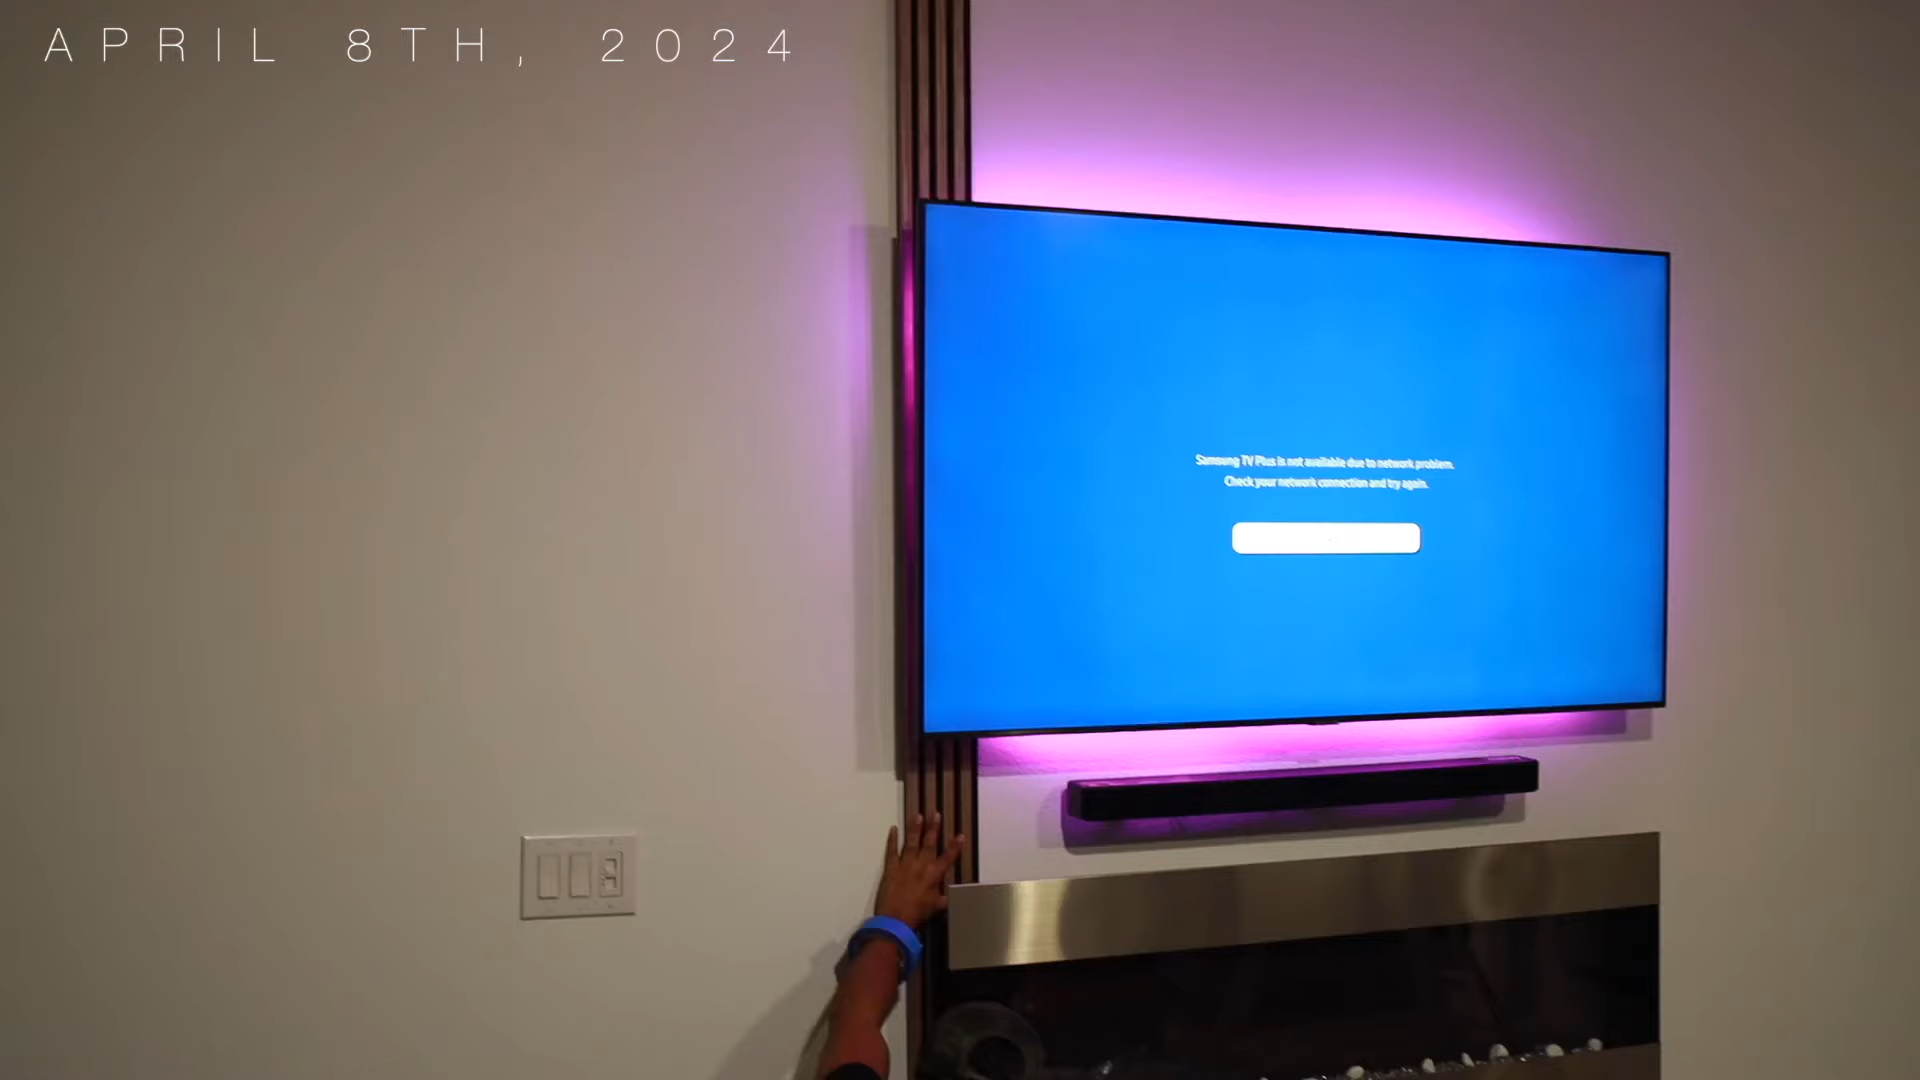 APRIL 8TH, 2024
Samsung TV Plus is not available due to network problem.
Check your network connection and try again.